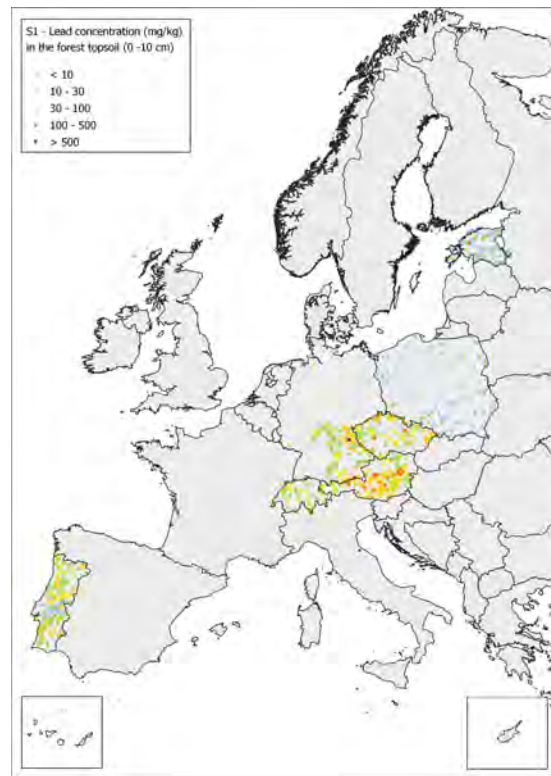 S1 - Lead concentration (mg/kg)
in the forest topsoil (0 -10 cm)
< 10
10 - 30
30 - 100
100 - 500
> 500